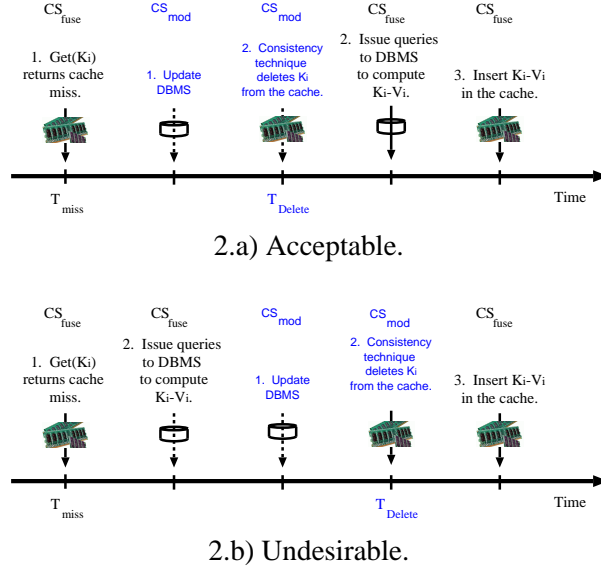 CS_fuse CS_mod CS_mod CS_fuse CS_fuse
1. Get(Ki)
returns cache
miss.
1. Update
DBMS
2. Consistency
technique
deletes Ki
from the cache.
2. Issue queries
to DBMS
to compute
Ki-Vi.
3. Insert Ki-Vi
in the cache.
T_miss T_Delete Time
2.a) Acceptable.
CS_fuse CS_fuse CS_mod CS_mod CS_fuse
1. Get(Ki)
returns cache
miss.
2. Issue queries
to DBMS
to compute
Ki-Vi.
1. Update
DBMS
2. Consistency
technique
deletes Ki
from the cache.
3. Insert Ki-Vi
in the cache.
T_miss T_Delete Time
2.b) Undesirable.